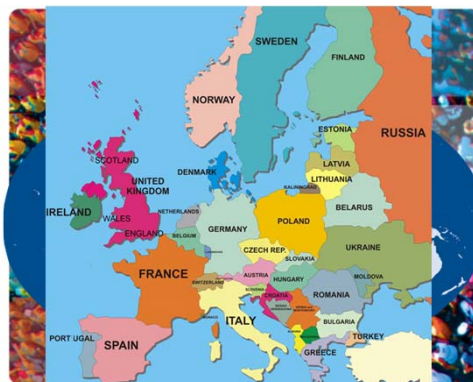 SWEDEN
FINLAND
NORWAY
RUSSIA
ESTONIA
SCOTLAND
LATVIA
DENMARK
LITHUANIA
UNITED
KINGDOM
KALININGRAD
BELARUS
IRELAND
WALES
NETHERLANDS
ENGLAND
GERMANY
POLAND
BELGIUM
UKRAINE
CZECH REP.
SLOVAKIA
FRANCE
AUSTRIA
MOLDOVA
SWITZERLAND
HUNGARY
SLOVENIA
ROMANIA
CROATIA
ITALY
BULGARIA
PORT UGAL
SPAIN
TURKEY
GREECE